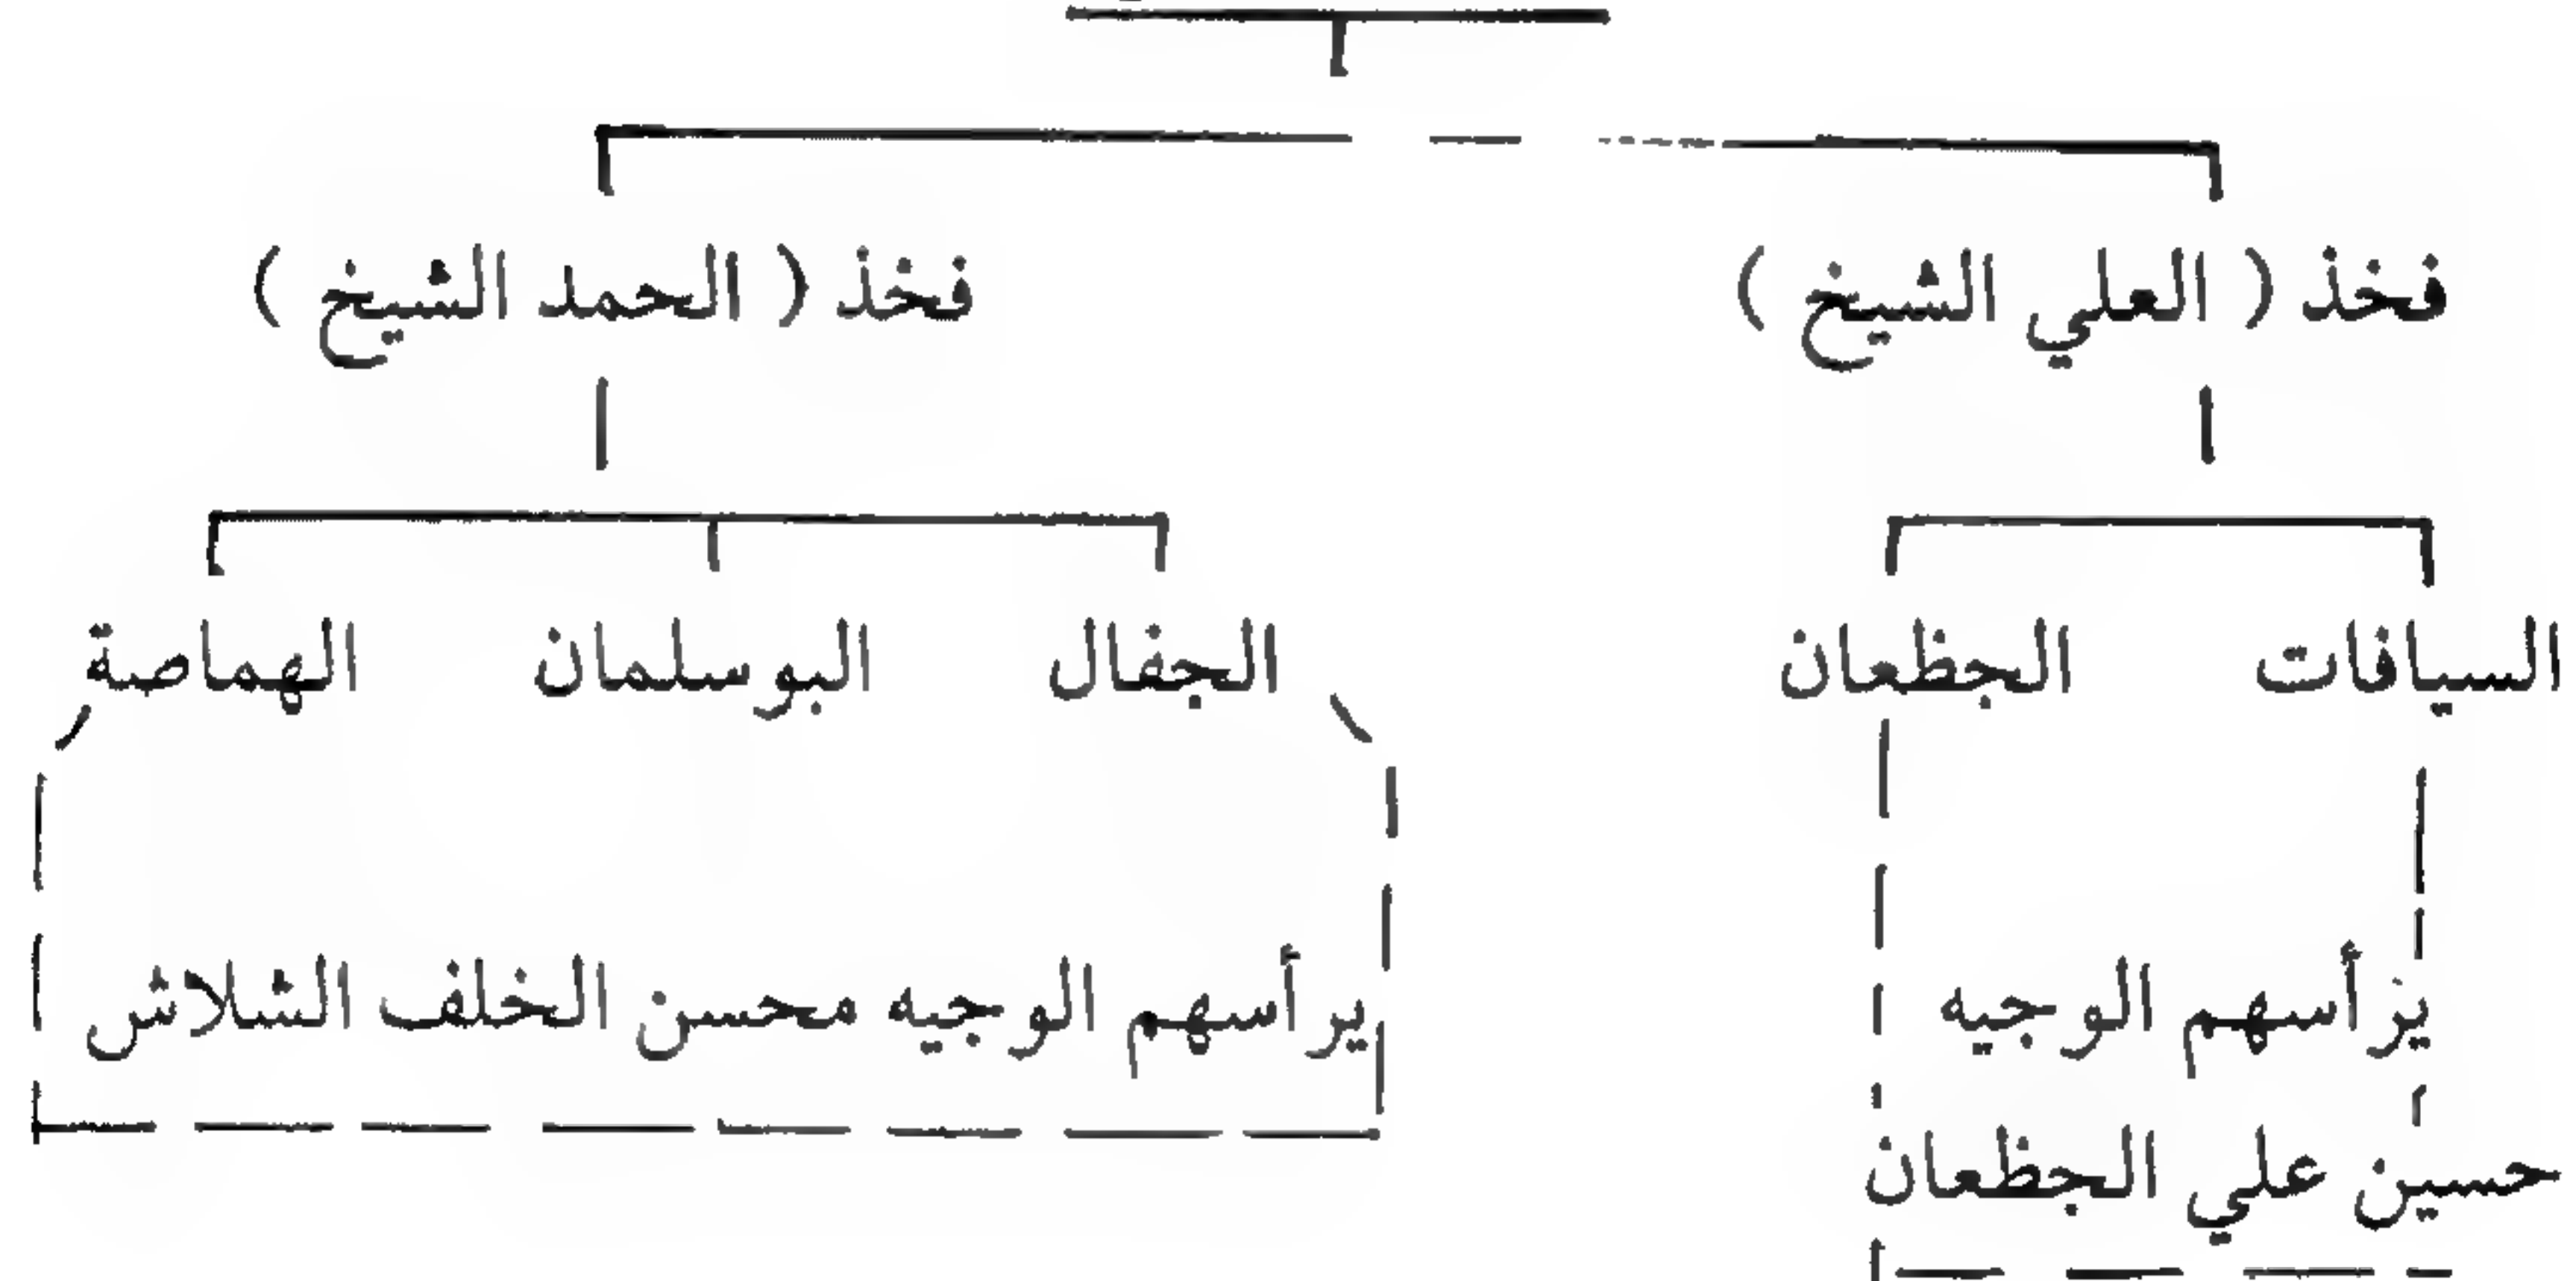 فخذ ( العلي الشيخ ) فخذ ( الحمد الشيخ )
السيافات الجظعان الجفال البوسلمان الهماصة
يرأسهم الوجيه يرأسهم الوجيه محسن الخلف الشلاش
حسين علي الجظعان